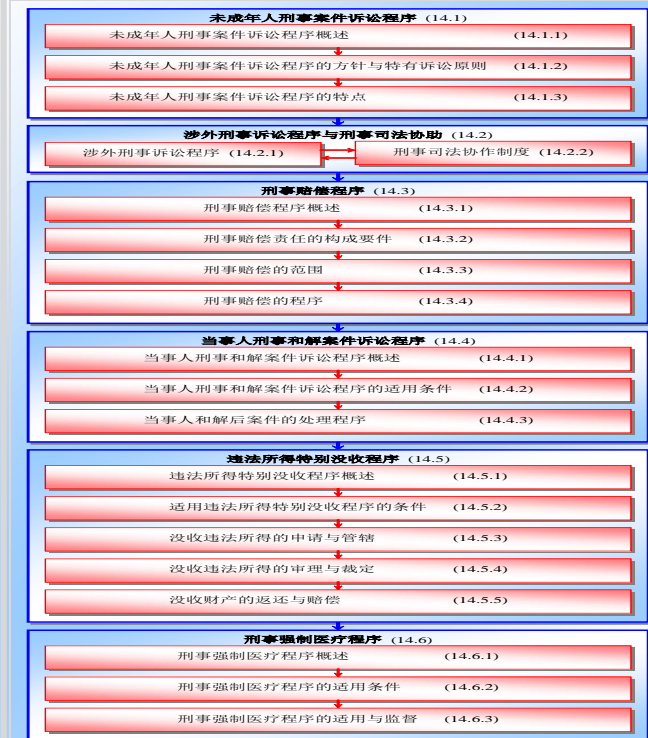 未成年人刑事案件诉讼程序 (14.1)
未成年人刑事案件诉讼程序概述 (14.1.1)
未成年人刑事案件诉讼程序的方针与特有诉讼原则 (14.1.2)
未成年人刑事案件诉讼程序的特点 (14.1.3)
涉外刑事诉讼程序与刑事司法协助 (14.2)
涉外刑事诉讼程序 (14.2.1) 刑事司法协作制度 (14.2.2)
刑事赔偿程序 (14.3)
刑事赔偿程序概述 (14.3.1)
刑事赔偿责任的构成要件 (14.3.2)
刑事赔偿的范围 (14.3.3)
刑事赔偿的程序 (14.3.4)
当事人刑事和解案件诉讼程序 (14.4)
当事人刑事和解案件诉讼程序概述 (14.4.1)
当事人刑事和解案件诉讼程序的适用条件 (14.4.2)
当事人和解后案件的处理程序 (14.4.3)
违法所得特别没收程序 (14.5)
违法所得特别没收程序概述 (14.5.1)
适用违法所得特别没收程序的条件 (14.5.2)
没收违法所得的申请与管辖 (14.5.3)
没收违法所得的审理与裁定 (14.5.4)
没收财产的返还与赔偿 (14.5.5)
刑事强制医疗程序 (14.6)
刑事强制医疗程序概述 (14.6.1)
刑事强制医疗程序的适用条件 (14.6.2)
刑事强制医疗程序的适用与监督 (14.6.3)